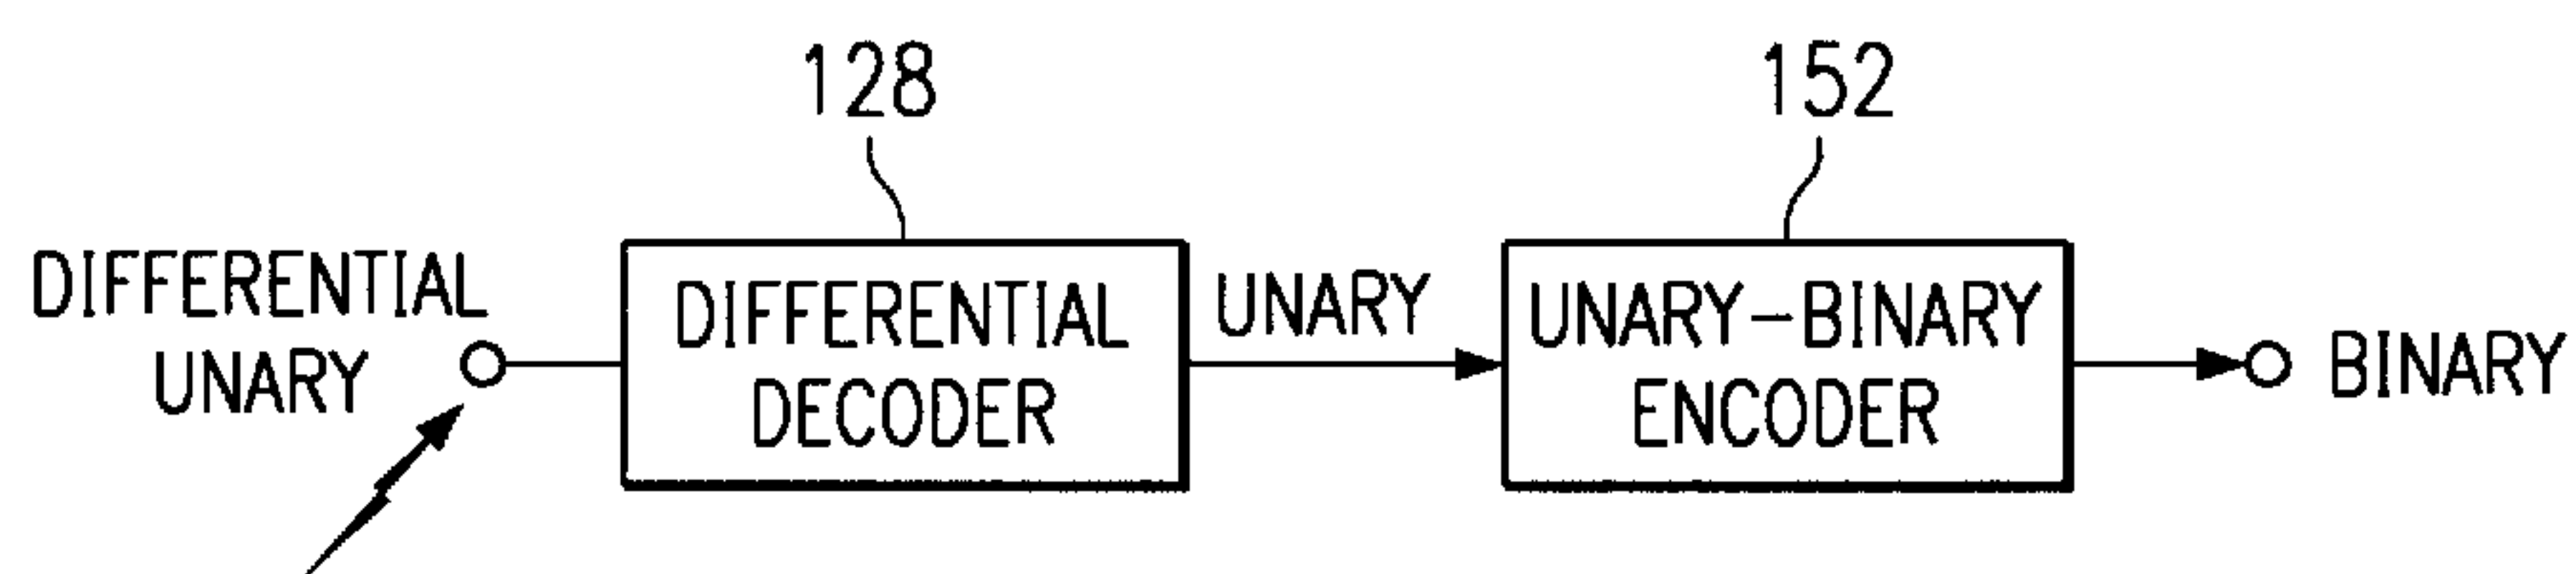 128
152
DIFFERENTIAL
UNARY
DIFFERENTIAL
DECODER
UNARY
UNARY-BINARY
ENCODER
BINARY